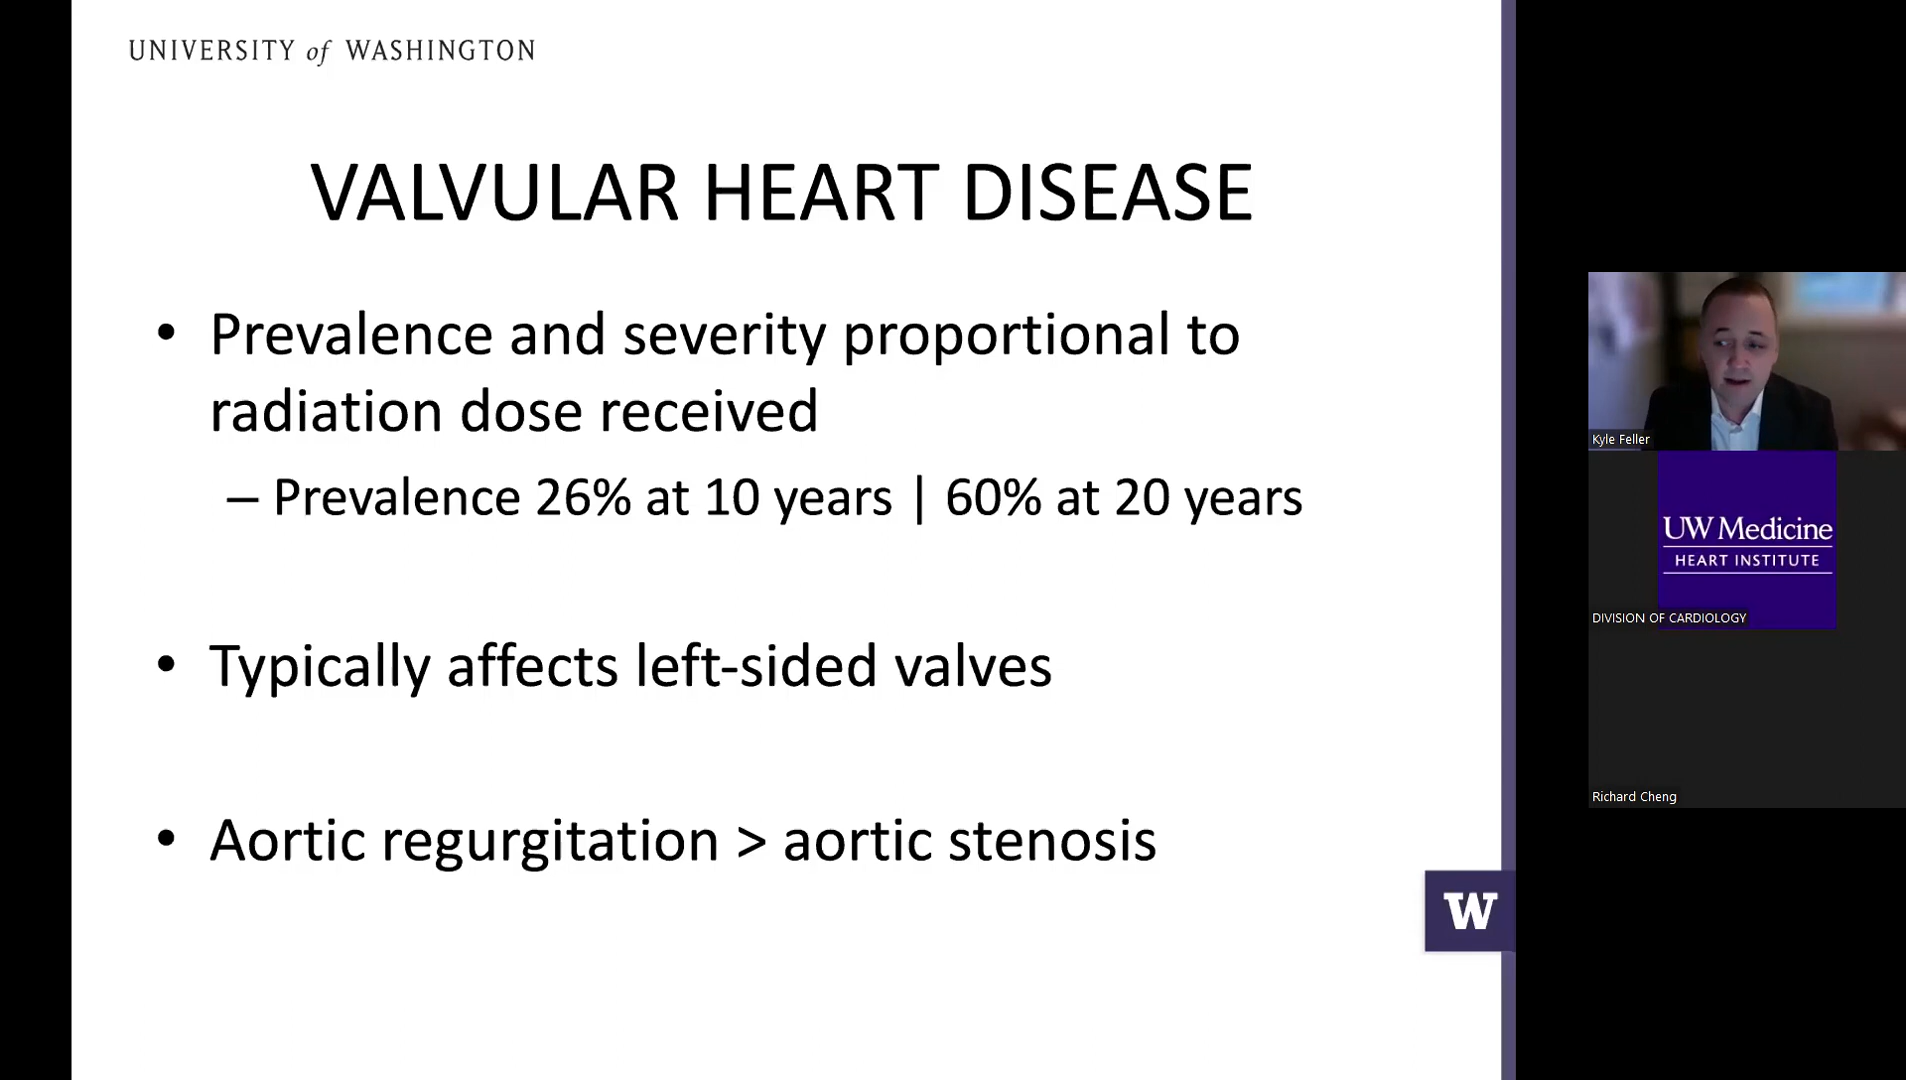 UNIVERSITY of WASHINGTON
VALVULAR HEART DISEASE
• Prevalence and severity proportional to
radiation dose received
– Prevalence 26% at 10 years | 60% at 20 years
• Typically affects left-sided valves
• Aortic regurgitation > aortic stenosis
W
Kyle Feller
UW Medicine
HEART INSTITUTE
DIVISION OF CARDIOLOGY
Richard Cheng